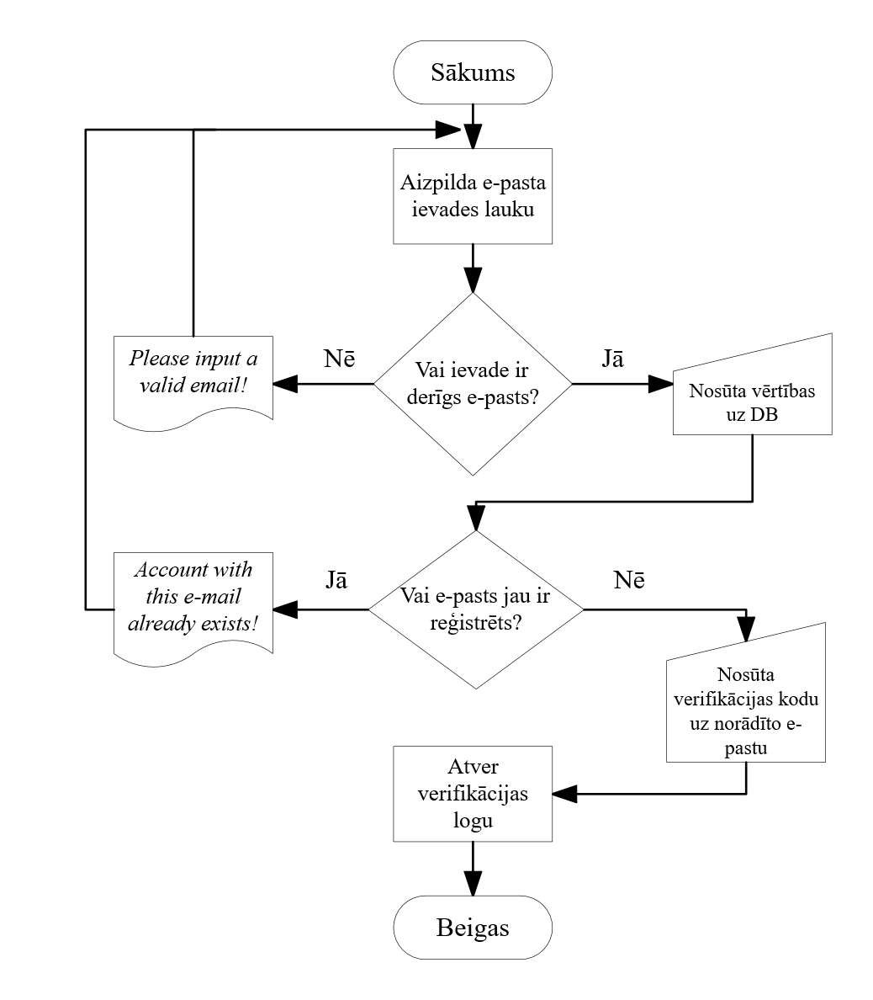 Sākums
Aizpilda e-pasta
ievades lauku
Nē
Jā
Please input a
valid email!
Vai ievade ir
derīgs e-pasts?
Nosūta vērtības
uz DB
Jā
Nē
Account with
this e-mail
already exists!
Vai e-pasts jau ir
reģistrēts?
Nosūta
verifikācijas kodu
uz norādīto e-
pastu
Atver
verifikācijas
logu
Beigas